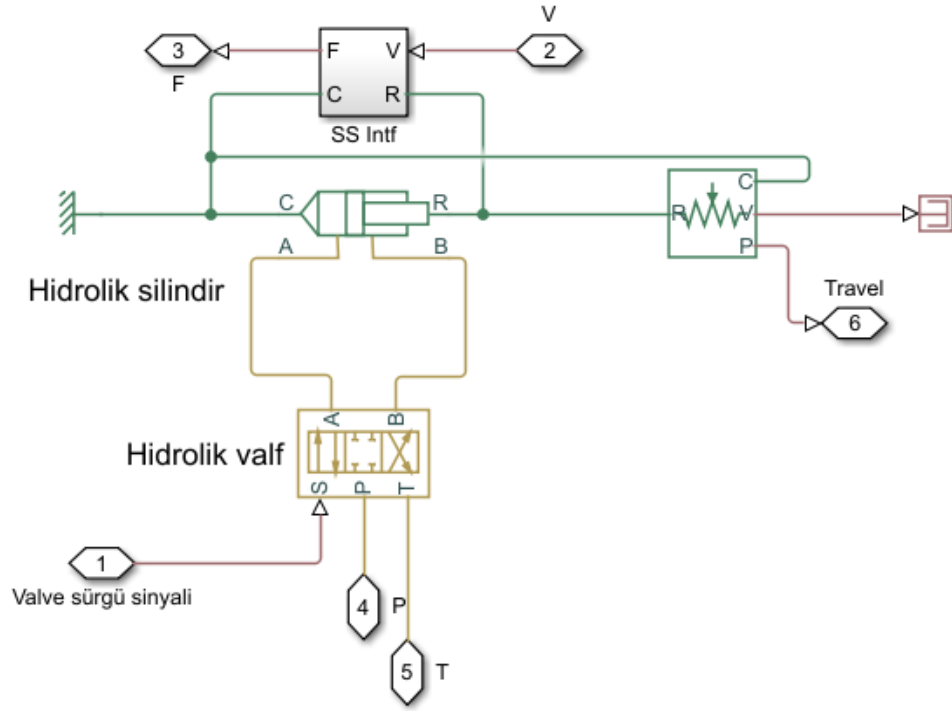 V
3
F
F
V
2
C
R
SS Intf
C
R
A
B
R
C
V
P
Hidrolik silindir
Travel
6
A
B
Hidrolik valf
S
P
T
1
Valve sürgü sinyali
4
P
5
T